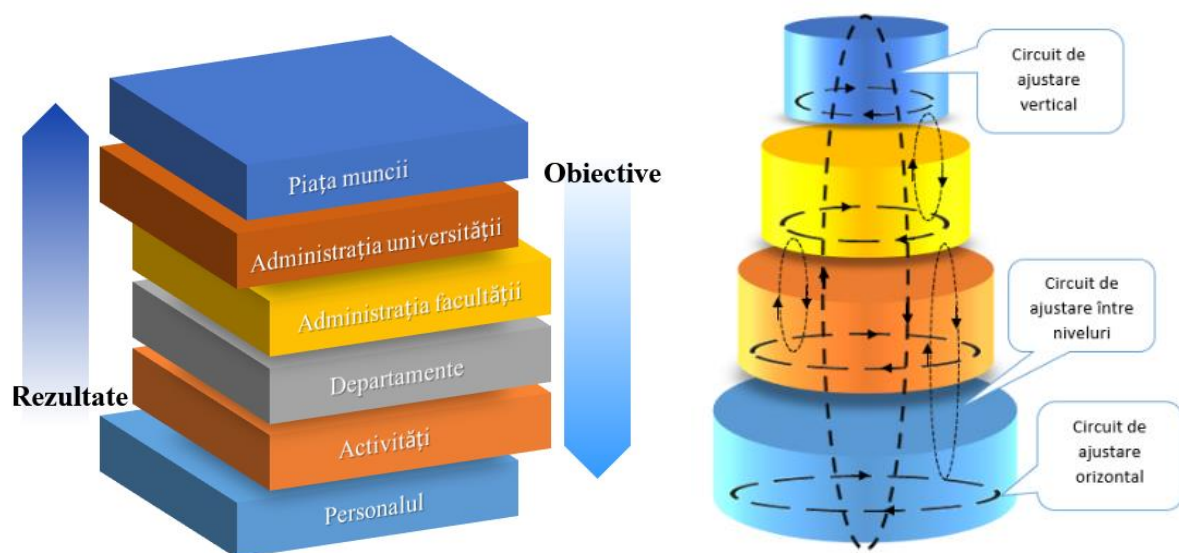 Piața muncii
Administrația universității
Administrația facultății
Departamente
Activități
Personalul
Rezultate
Obiective
Circuit de
ajustare
vertical
Circuit de
ajustare între
niveluri
Circuit de
ajustare
orizontal